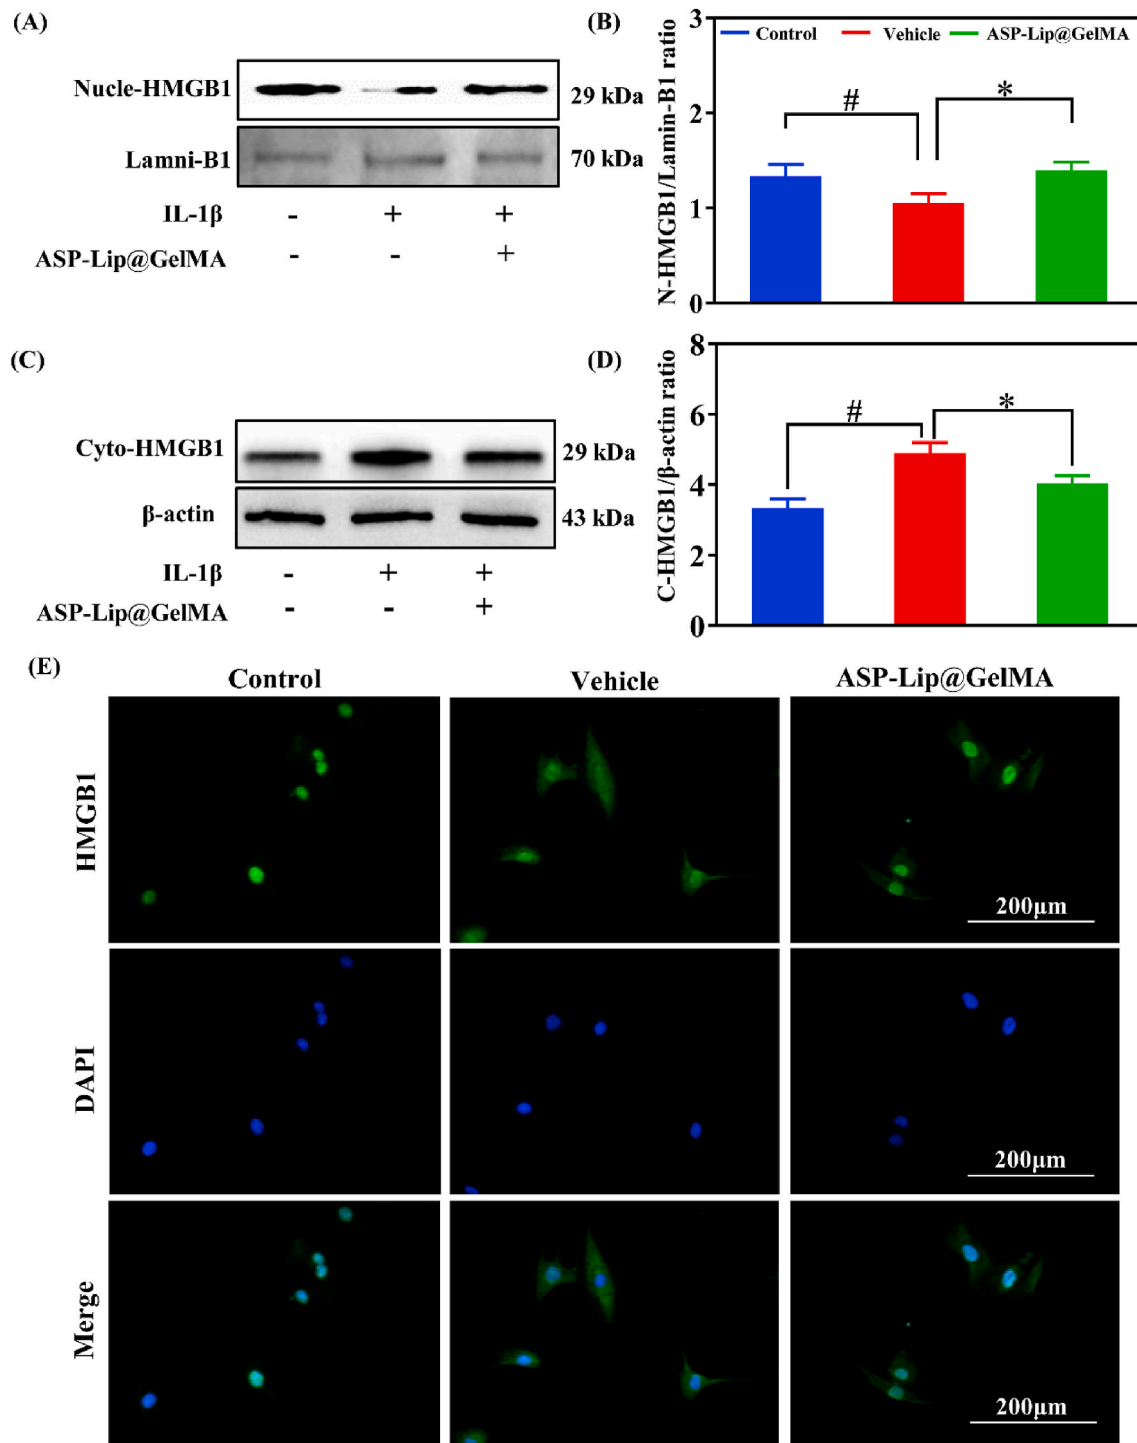 (A)
Nucle-HMGB1
29 kDa
Lamni-B1
70 kDa
IL-1β - + +
ASP-Lip@GelMA - - +
(B)
Control Vehicle ASP-Lip@GelMA
N-HMGB1/Lamin-B1 ratio
3
2
1
0
# *
(C)
Cyto-HMGB1
29 kDa
β-actin
43 kDa
IL-1β - + +
ASP-Lip@GelMA - - +
(D)
C-HMGB1/β-actin ratio
8
6
4
2
0
# *
(E)
Control Vehicle ASP-Lip@GelMA
HMGB1
200μm
DAPI
200μm
Merge
200μm